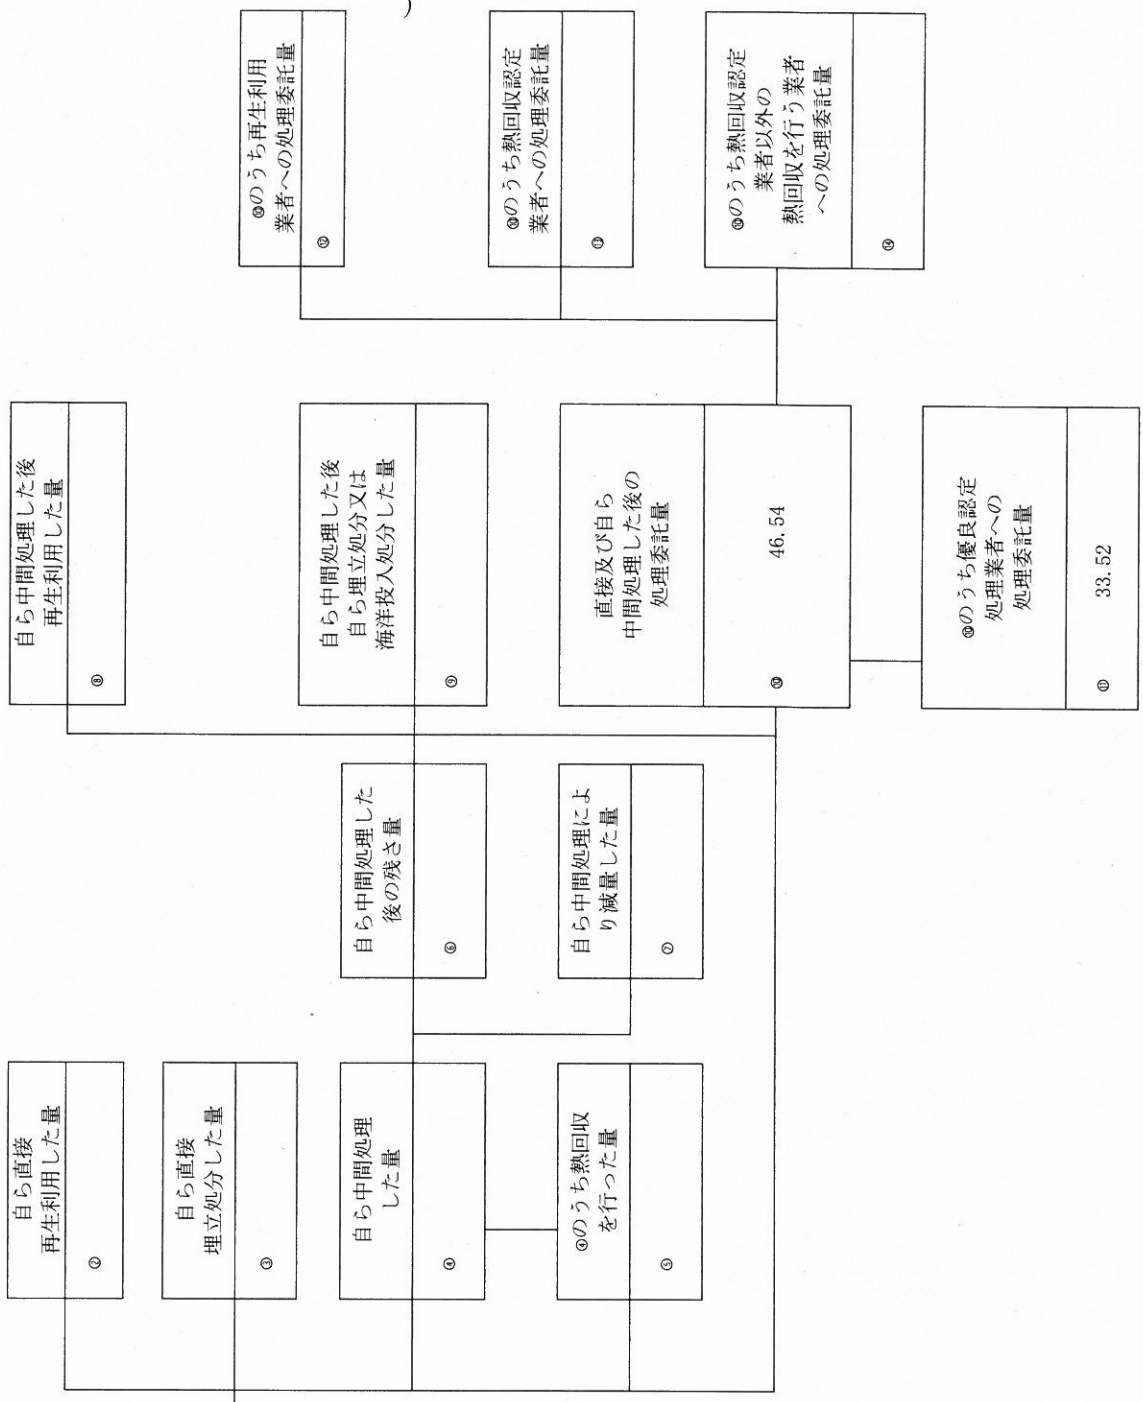 自ら直接
再生利用した量
②
自ら直接
埋立処分した量
③
自ら中間処理
した量
④
④のうち熱回収
を行った量
⑤
自ら中間処理した
後の残さ量
⑥
自ら中間処理によ
り減量した量
⑦
自ら中間処理した後
再生利用した量
⑧
自ら中間処理した後
自ら埋立処分又は
海洋投入処分した量
⑨
直接及び自ら
中間処理した後の
処理委託量
⑩
46.54
⑩のうち優良認定
処理業者への
処理委託量
⑪
33.52
⑩のうち再生利用
業者への処理委託量
⑫
⑩のうち熱回収認定
業者への処理委託量
⑬
⑩のうち熱回収認定
業者以外の
熱回収を行う業者
への処理委託量
⑭
)